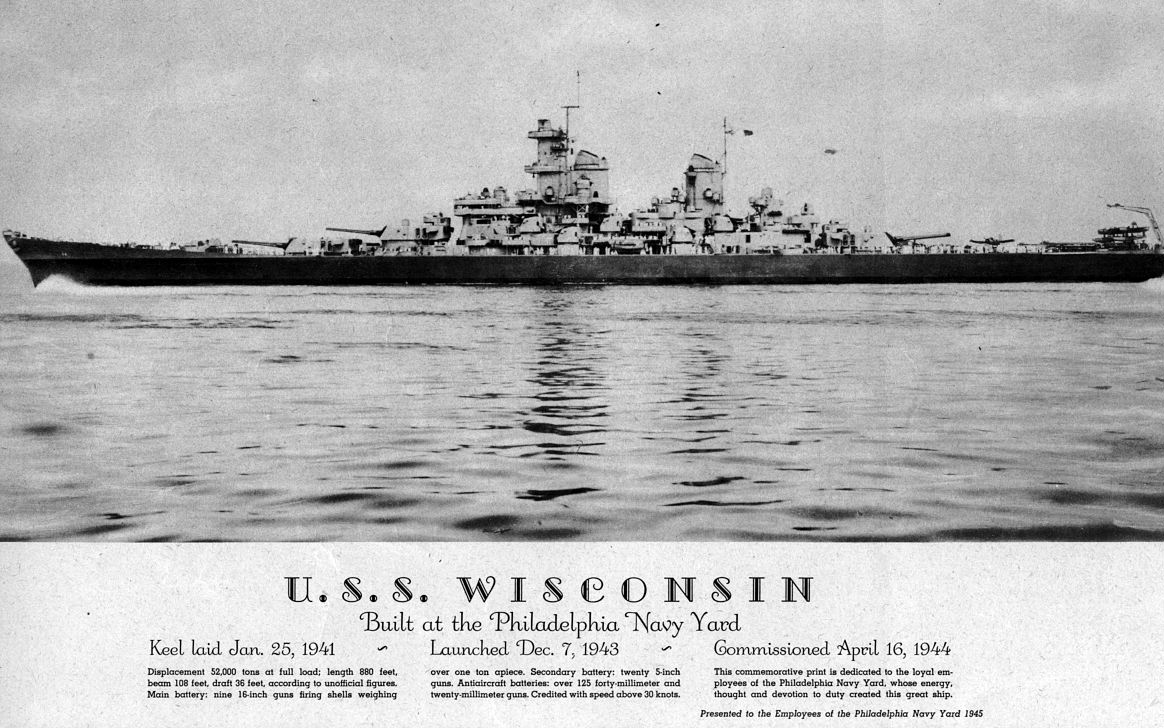 U.S.S. WISCONSIN
Built at the Philadelphia Navy Yard
Keel laid Jan. 25, 1941 ~ Launched Dec. 7, 1943 ~ Commissioned April 16, 1944
Displacement 52,000 tons at full load; length 880 feet,
beam 108 feet, draft 36 feet, according to unofficial figures.
Main battery: nine 16-inch guns firing shells weighing
over one ton apiece. Secondary battery: twenty 5-inch
guns. Antiaircraft batteries: over 125 forty-millimeter and
twenty-millimeter guns. Credited with speed above 30 knots.
This commemorative print is dedicated to the loyal em-
ployees of the Philadelphia Navy Yard, whose energy,
thought and devotion to duty created this great ship.
Presented to the Employees of the Philadelphia Navy Yard 1945